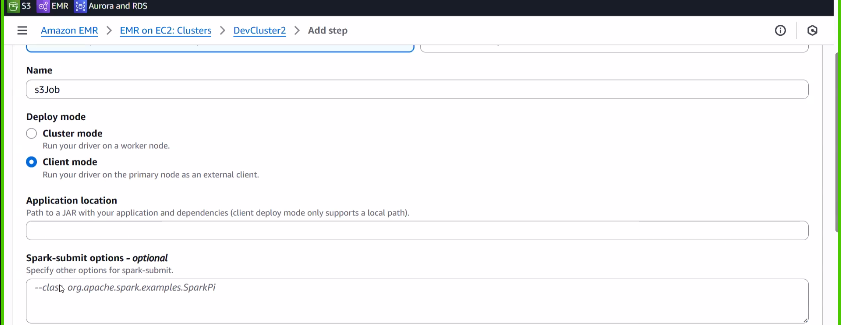 S3 EMR Aurora and RDS
Amazon EMR > EMR on EC2: Clusters > DevCluster2 > Add step
Name
s3Job
Deploy mode
Cluster mode
Run your driver on a worker node.
Client mode
Run your driver on the primary node as an external client.
Application location
Path to a JAR with your application and dependencies (client deploy mode only supports a local path).
Spark-submit options - optional
Specify other options for spark-submit.
--class org.apache.spark.examples.SparkPi